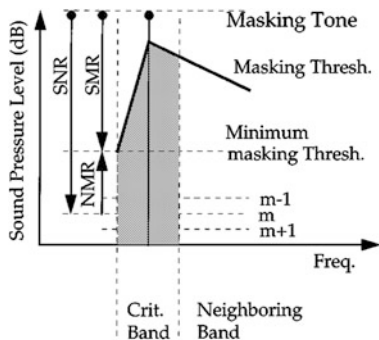 Sound Pressure Level (dB)
SNR
SMR
NMR
Masking Tone
Masking Thresh.
Minimum
masking Thresh.
m-1
m
m+1
Freq.
Crit.
Band
Neighboring
Band